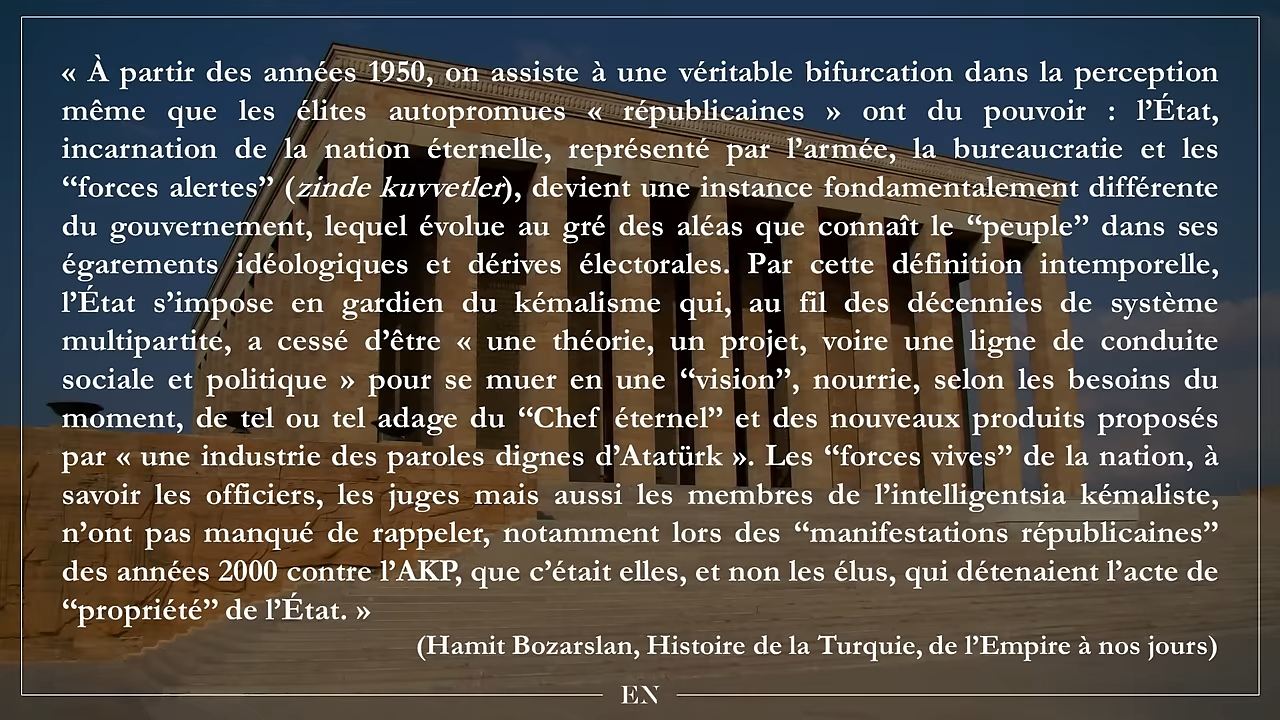 « À partir des années 1950, on assiste à une véritable bifurcation dans la perception
même que les élites autopromues « républicaines » ont du pouvoir : l’État,
incarnation de la nation éternelle, représenté par l’armée, la bureaucratie et les
“forces alertes” (zinde kuvvetler), devient une instance fondamentalement différente
du gouvernement, lequel évolue au gré des aléas que connaît le “peuple” dans ses
égarements idéologiques et dérives électorales. Par cette définition intemporelle,
l’État s’impose en gardien du kémalisme qui, au fil des décennies de système
multipartite, a cessé d’être « une théorie, un projet, voire une ligne de conduite
sociale et politique » pour se muer en une “vision”, nourrie, selon les besoins du
moment, de tel ou tel adage du “Chef éternel” et des nouveaux produits proposés
par « une industrie des paroles dignes d’Atatürk ». Les “forces vives” de la nation, à
savoir les officiers, les juges mais aussi les membres de l’intelligentsia kémaliste,
n’ont pas manqué de rappeler, notamment lors des “manifestations républicaines”
des années 2000 contre l’AKP, que c’était elles, et non les élus, qui détenaient l’acte de
“propriété” de l’État. »
(Hamit Bozarslan, Histoire de la Turquie, de l’Empire à nos jours)
EN